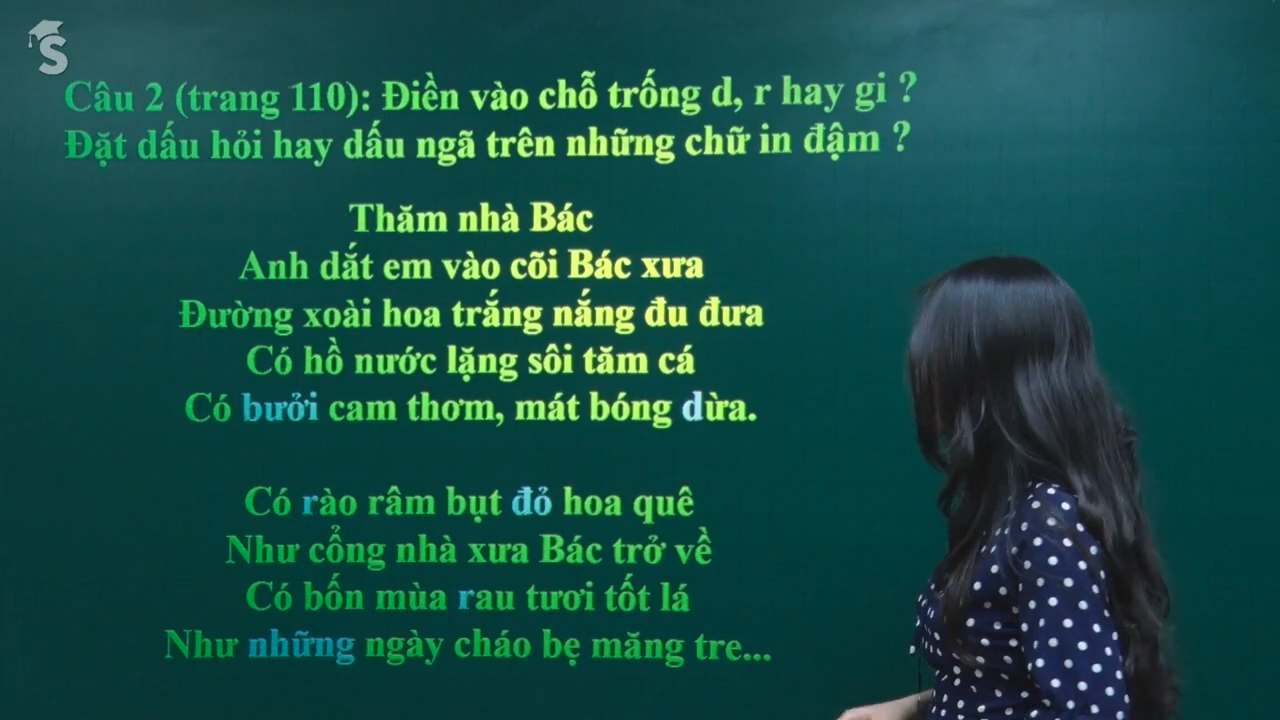 S
Câu 2 (trang 110): Điền vào chỗ trống d, r hay gi ?
Đặt dấu hỏi hay dấu ngã trên những chữ in đậm ?
Thăm nhà Bác
Anh dắt em vào cõi Bác xưa
Đường xoài hoa trắng nắng đu đưa
Có hồ nước lặng sôi tăm cá
Có bưởi cam thơm, mát bóng dừa.
Có rào râm bụt đỏ hoa quê
Như cổng nhà xưa Bác trở về
Có bốn mùa rau tươi tốt lá
Như những ngày cháo bẹ măng tre...